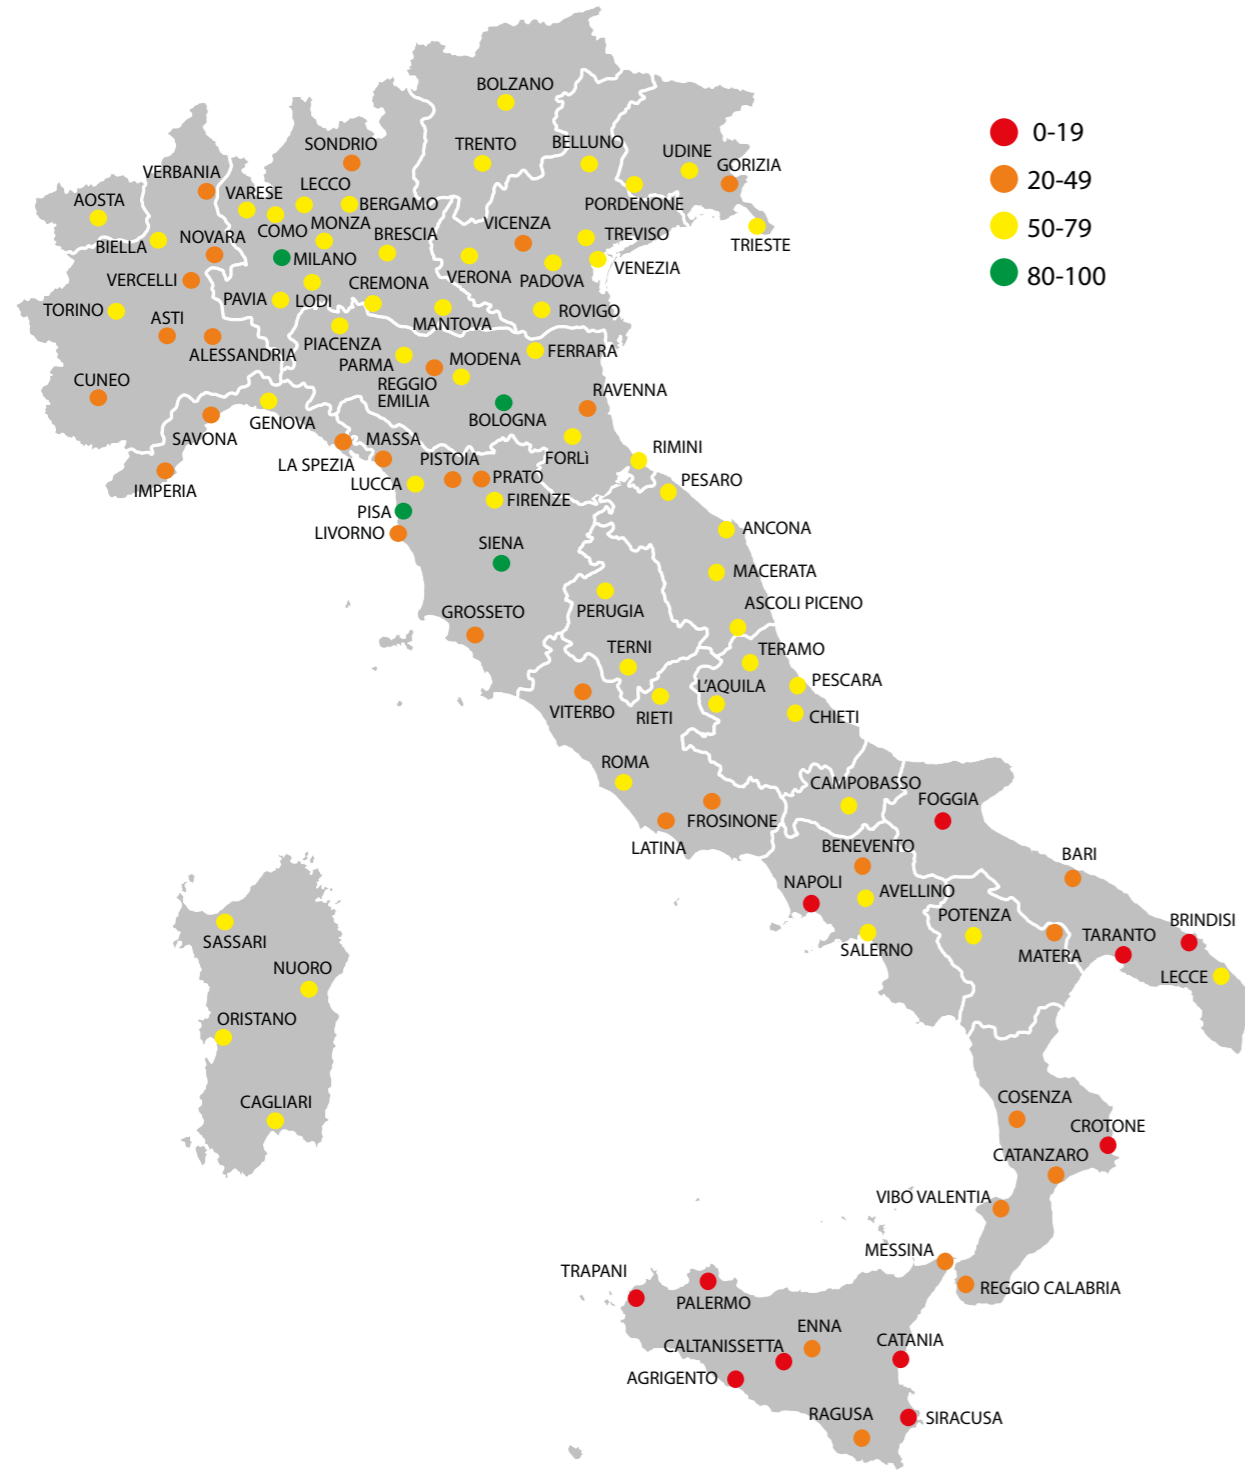 BOLZANO
0-19
SONDRIO
TRENTO
BELLUNO
UDINE
GORIZIA
20-49
VERBANIA
LECCO
VARESE
AOSTA
BERGAMO
PORDENONE
50-79
COMO
MONZA
VICENZA
BRESCIA
TRESTE
TREVISO
BIELLA
NOVARA
MILANO
VENEZIA
80-100
VERCELLI
CREMONA
VERONA
PADOVA
PAVIA
LODI
TORINO
ASTI
MANTOVA
ROVIGO
PIACENZA
ALESSANDRIA
PARMA
MODENA
FERRARA
CUNEO
REGGIO
EMILIA
RAVENNA
BOLOGNA
GENOVA
SAVONA
MASSA
LA SPEZIA
PISTOIA
FORLì
RIMINI
IMPERIA
LUCCA
PRATO
FIRENZE
PESARO
PISA
LIVORNO
SIENA
ANCONA
MACERATA
ASCOLI PICENO
GROSSETO
PERUGIA
TERNI
TERAMO
L'AQUILA
PESCARA
VITERBO
RIETI
CHIETI
ROMA
CAMPOBASSO
FOGGIA
FROSINONE
LATINA
BENEVENTO
BARI
NAPOLI
AVELLINO
POTENZA
BRINDISI
TARANTO
SASSARI
SALERNO
MATERA
NUORO
LECCE
ORISTANO
CAGLIARI
COSENZA
CROTONE
CATANZARO
VIBO VALENTIA
MESSINA
TRAPANI
REGGIO CALABRIA
PALERMO
ENNA
CATANIA
CALTANISSETTA
AGRIGENTO
RAGUSA
SIRACUSA